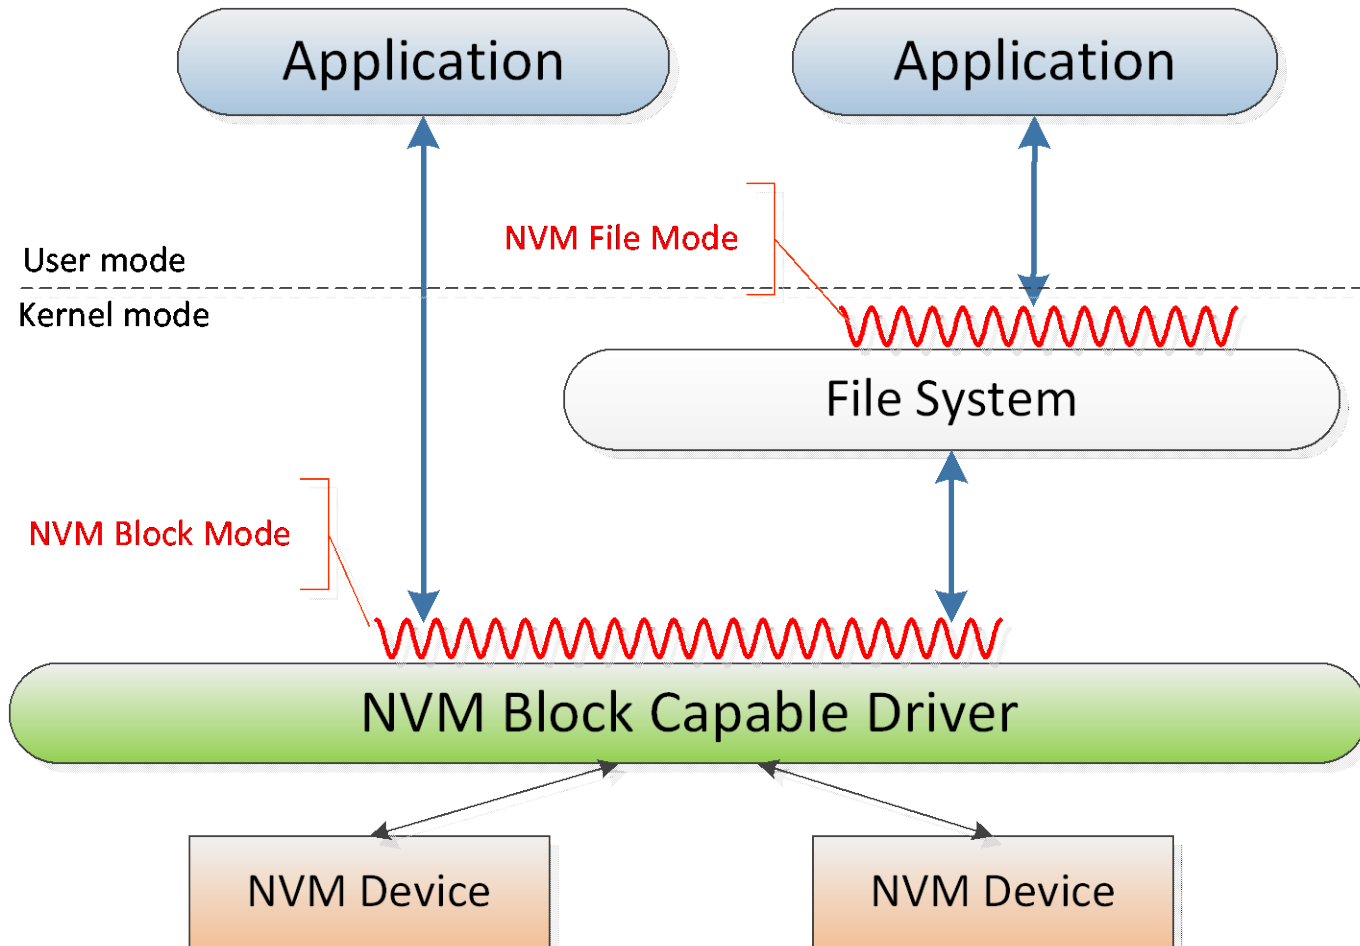 Application
Application
NVM File Mode
User mode
Kernel mode
File System
NVM Block Mode
NVM Block Capable Driver
NVM Device
NVM Device